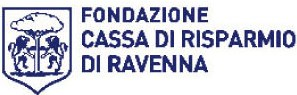 FONDAZIONE
CASSA DI RISPARMIO
DI RAVENNA